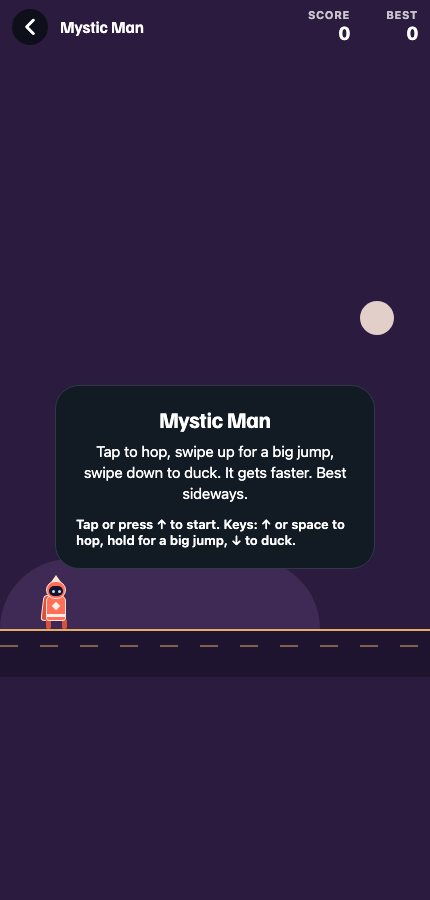 Mystic Man
SCORE
0
BEST
0
Mystic Man
Tap to hop, swipe up for a big jump,
swipe down to duck. It gets faster. Best
sideways.
Tap or press ↑ to start. Keys: ↑ or space to
hop, hold for a big jump, ↓ to duck.